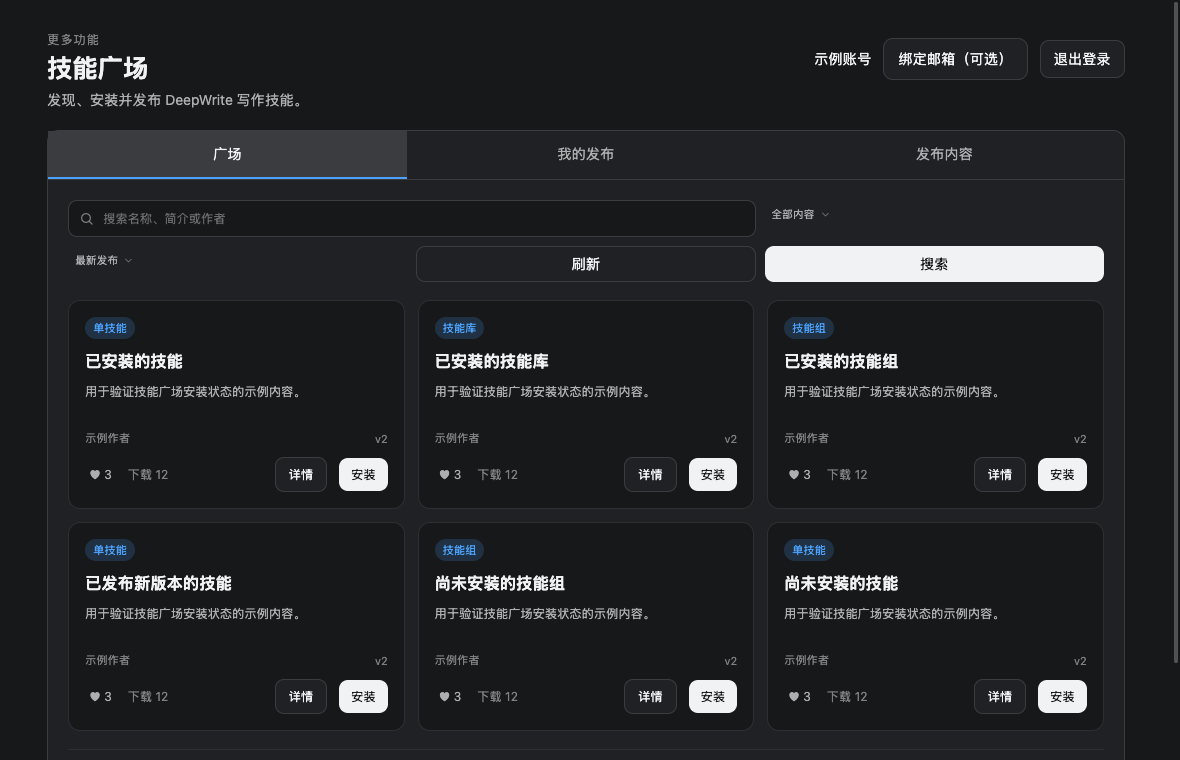 更多功能
技能广场
发现、安装并发布 DeepWrite 写作技能。
示例账号
绑定邮箱（可选）
退出登录
广场
我的发布
发布内容
搜索名称、简介或作者
全部内容
最新发布
刷新
搜索
单技能
已安装的技能
用于验证技能广场安装状态的示例内容。
示例作者
v2
3
下载 12
详情
安装
技能库
已安装的技能库
用于验证技能广场安装状态的示例内容。
示例作者
v2
3
下载 12
详情
安装
技能组
已安装的技能组
用于验证技能广场安装状态的示例内容。
示例作者
v2
3
下载 12
详情
安装
单技能
已发布新版本的技能
用于验证技能广场安装状态的示例内容。
示例作者
v2
3
下载 12
详情
安装
技能组
尚未安装的技能组
用于验证技能广场安装状态的示例内容。
示例作者
v2
3
下载 12
详情
安装
单技能
尚未安装的技能
用于验证技能广场安装状态的示例内容。
示例作者
v2
3
下载 12
详情
安装